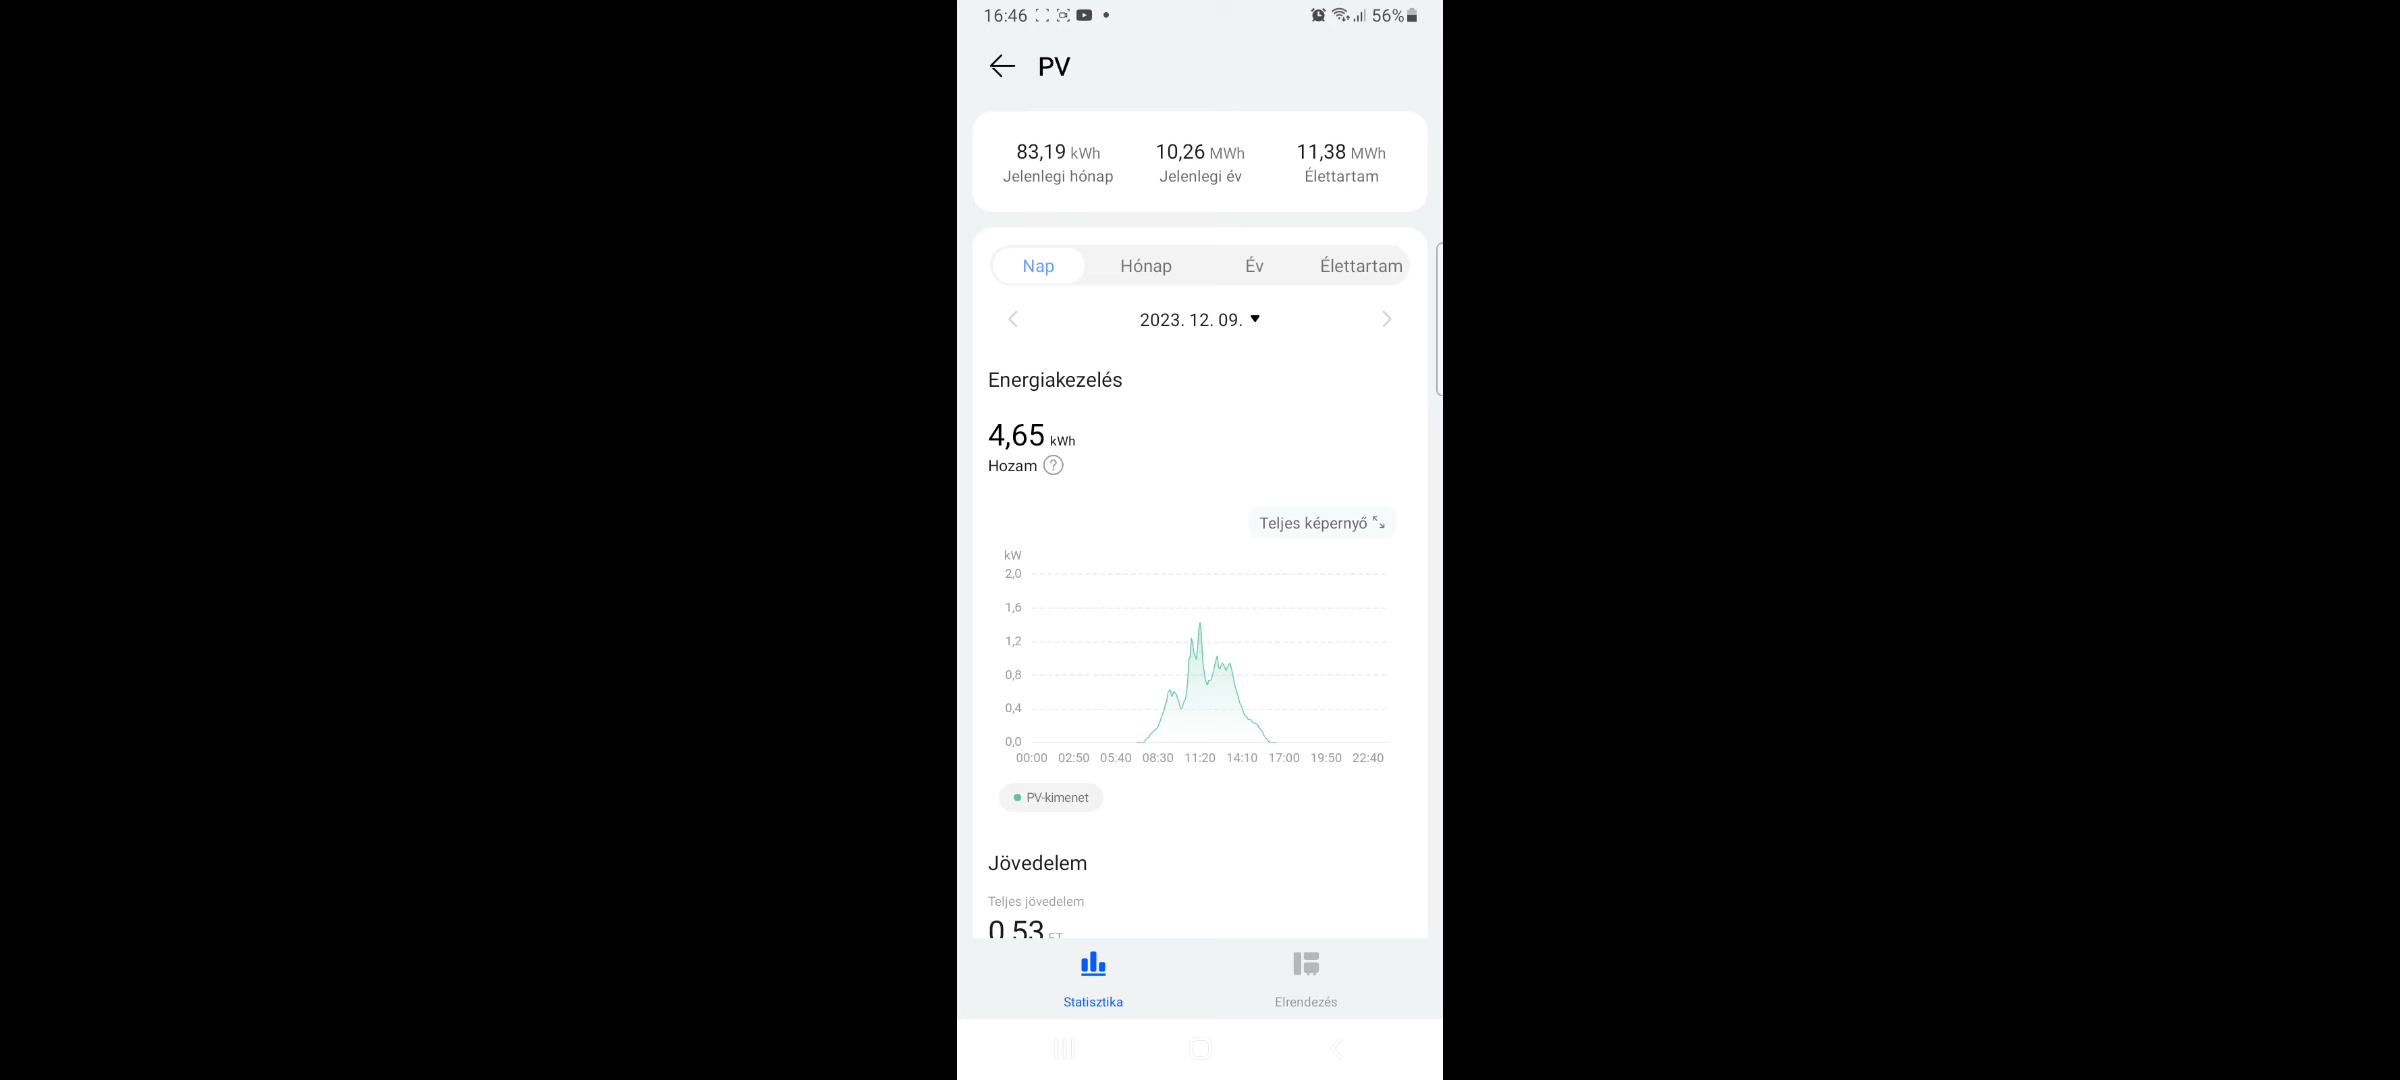 16:46 56%
PV
83,19 kWh 10,26 MWh 11,38 MWh
Jelenlegi hónap Jelenlegi év Élettartam
Nap Hónap Év Élettartam
2023. 12. 09.
Energiakezelés
4,65 kWh
Hozam ?
Teljes képernyő
kW
2,0
1,6
1,2
0,8
0,4
0,0
00:00 02:50 05:40 08:30 11:20 14:10 17:00 19:50 22:40
PV-kimenet
Jövedelem
Teljes jövedelem
0,53 FT
Statisztika Elrendezés